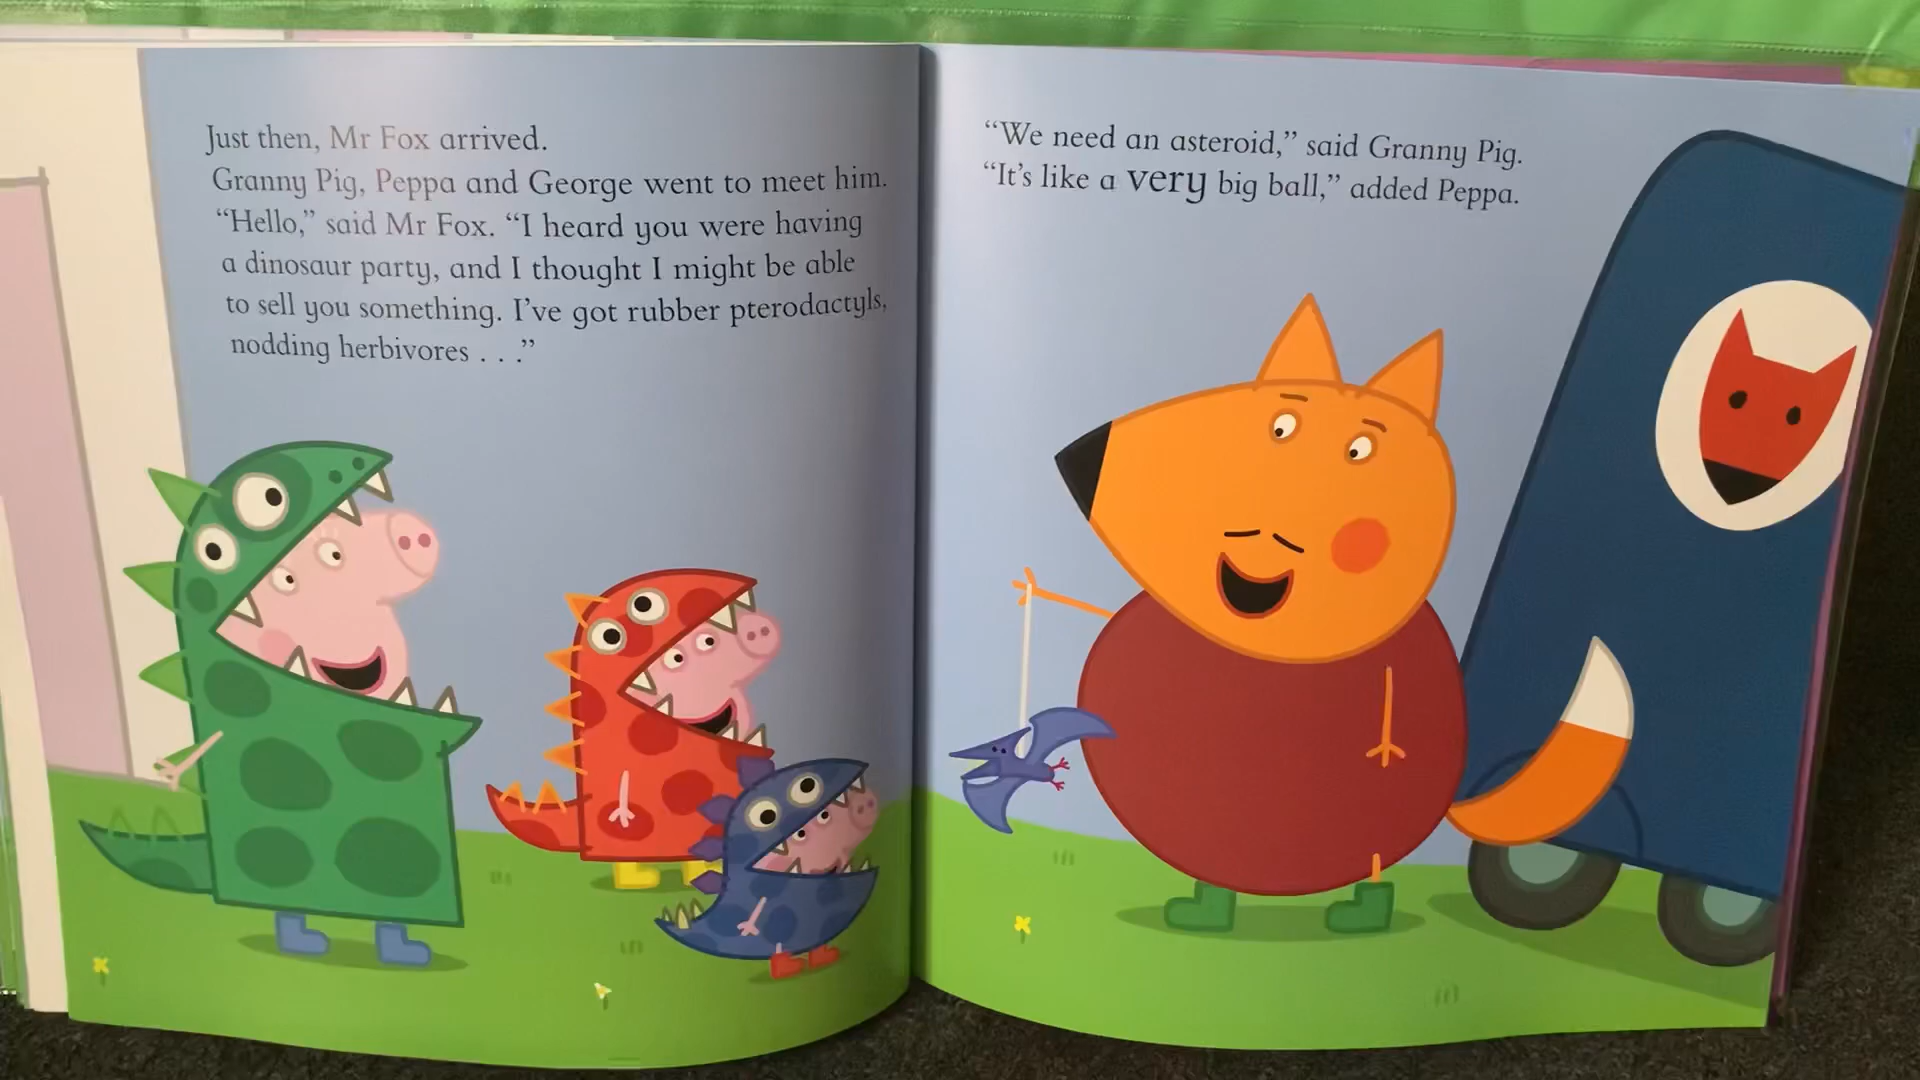 Just then, Mr Fox arrived.
Granny Pig, Peppa and George went to meet him.
“Hello,” said Mr Fox. “I heard you were having
a dinosaur party, and I thought I might be able
to sell you something. I’ve got rubber pterodactyls,
nodding herbivores . . .”
“We need an asteroid,” said Granny Pig.
“It’s like a very big ball,” added Peppa.